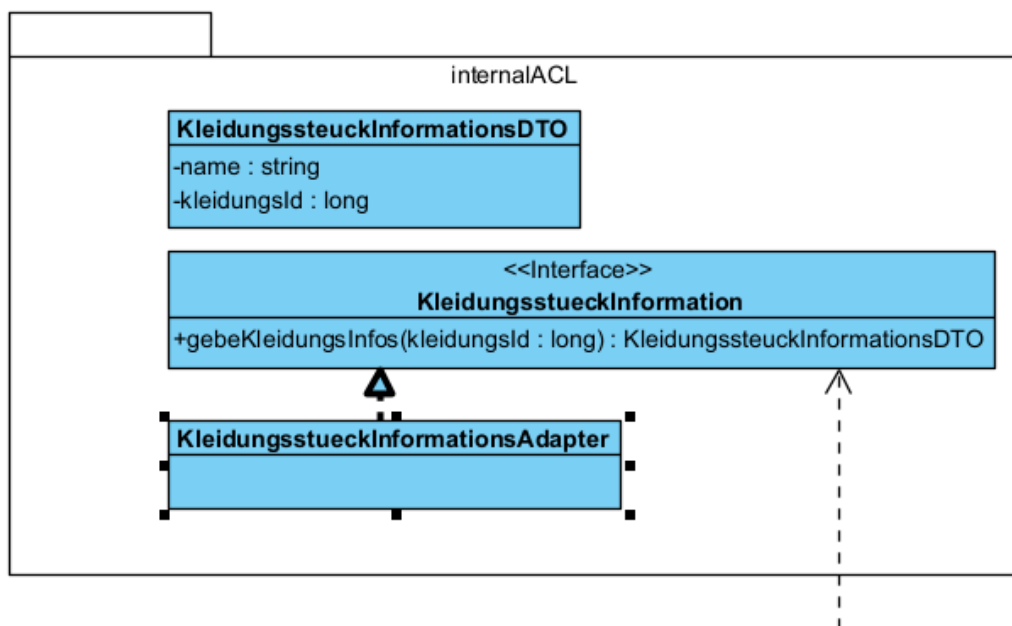 internalACL
KleidungssteuckInformationsDTO
-name : string
-kleidungsId : long
<<Interface>>
KleidungsstueckInformation
+gebeKleidungsInfos(kleidungsId : long) : KleidungssteuckInformationsDTO
KleidungsstueckInformationsAdapter